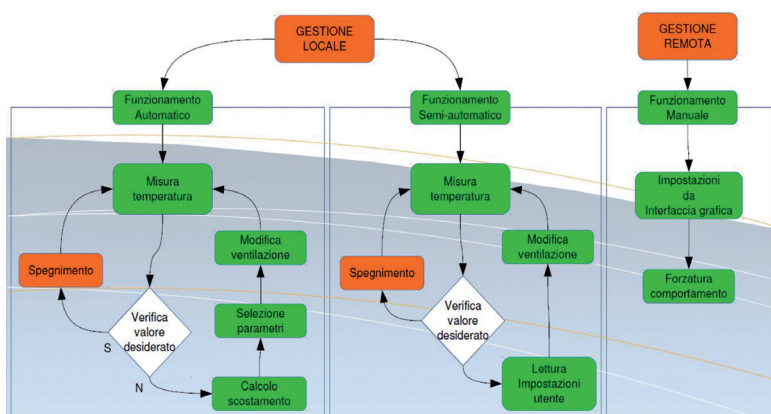 GESTIONE
LOCALE
GESTIONE
REMOTA
Funzionamento
Automatico
Funzionamento
Semi-automatico
Funzionamento
Manuale
Misura
temperatura
Misura
temperatura
Impostazioni
da
Interfaccia grafica
Spegnimento
Modifica
ventilazione
Spegnimento
Modifica
ventilazione
Forzatura
comportamento
Verifica
valore
desiderato
S
N
Selezione
parametri
Calcolo
scostamento
Verifica
valore
desiderato
Lettura
Impostazioni
utente